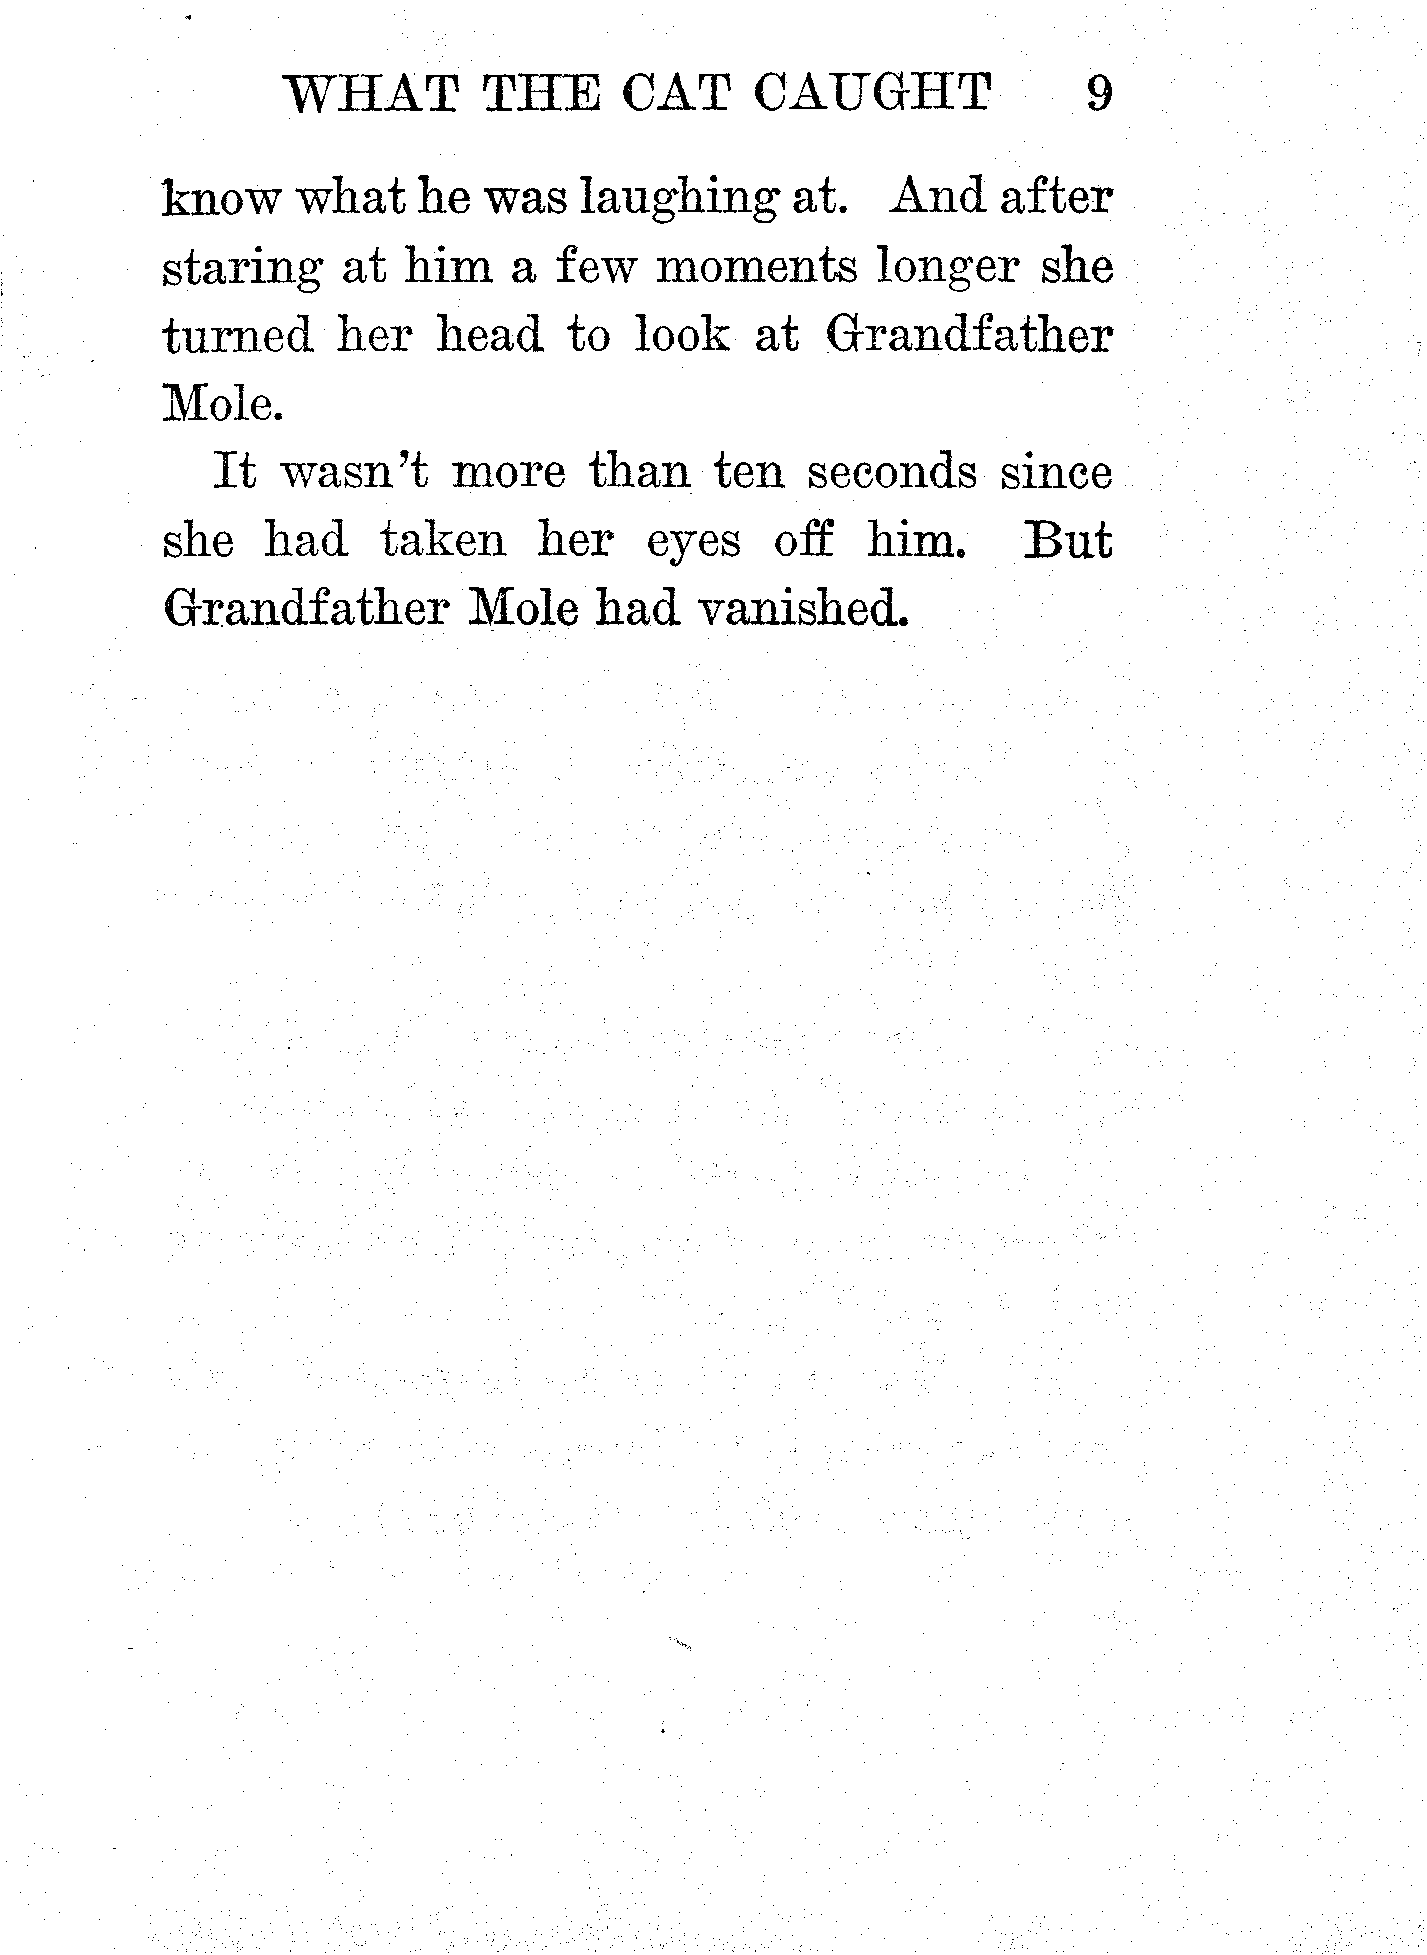 WHAT THE CAT CAUGHT 9
know what he was laughing at. And after
staring at him a few moments longer she
turned her head to look at Grandfather
Mole.
It wasn't more than ten seconds since
she had taken her eyes off him. But
Grandfather Mole had vanished.